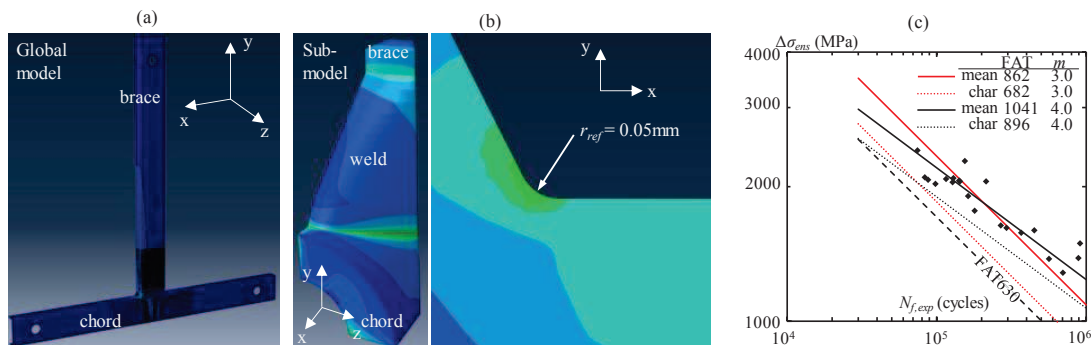 (a)
(b)
(c)
Global
model
brace
y
x
z
chord
Sub-
model
brace
weld
y
x
z
chord
y
x
r_ref = 0.05mm
Δσ_ens (MPa)
4000
3000
2000
1000
FAT m
mean 862 3.0
char 682 3.0
mean 1041 4.0
char 896 4.0
FAT630
N_f,exp (cycles)
10^4
10^5
10^6